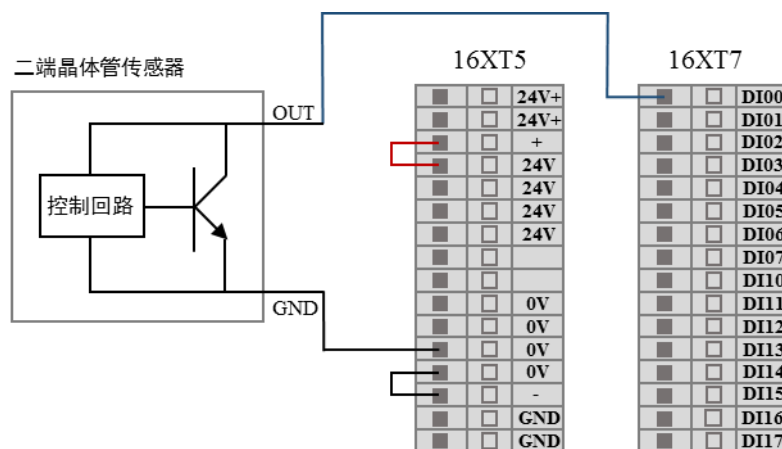 二端晶体管传感器
OUT
控制回路
GND
16XT5
24V+
24V+
+
24V
24V
24V
24V
0V
0V
0V
0V
-
GND
GND
16XT7
DI00
DI01
DI02
DI03
DI04
DI05
DI06
DI07
DI10
DI11
DI12
DI13
DI14
DI15
DI16
DI17